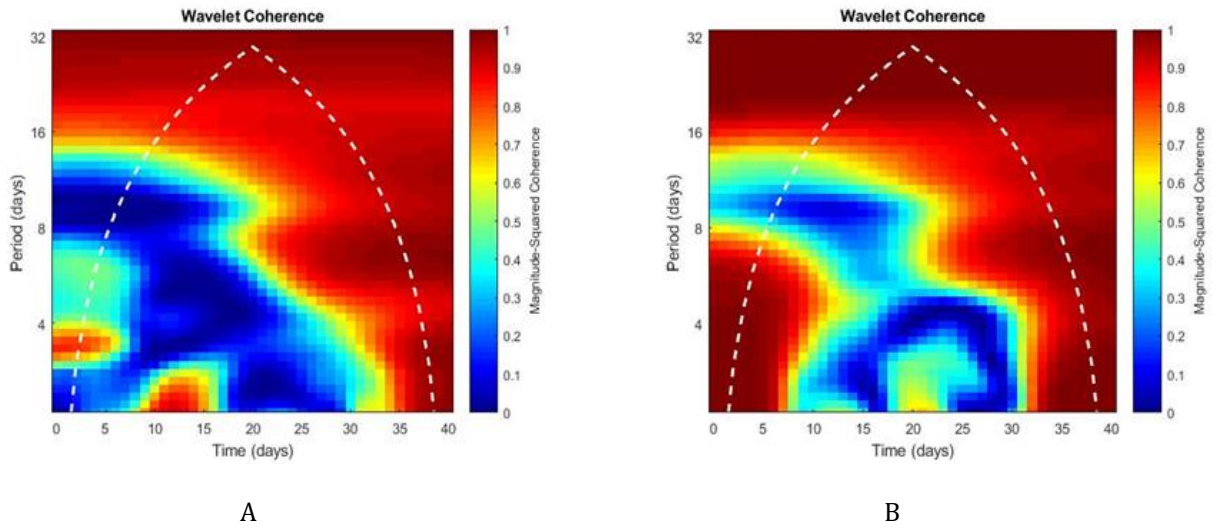 Wavelet Coherence
32
16
8
4
Period (days)
0 5 10 15 20 25 30 35 40
Time (days)
1
0.9
0.8
0.7
0.6
0.5
0.4
0.3
0.2
0.1
0
Magnitude-Squared Coherence
A
Wavelet Coherence
32
16
8
4
Period (days)
0 5 10 15 20 25 30 35 40
Time (days)
1
0.9
0.8
0.7
0.6
0.5
0.4
0.3
0.2
0.1
0
Magnitude-Squared Coherence
B